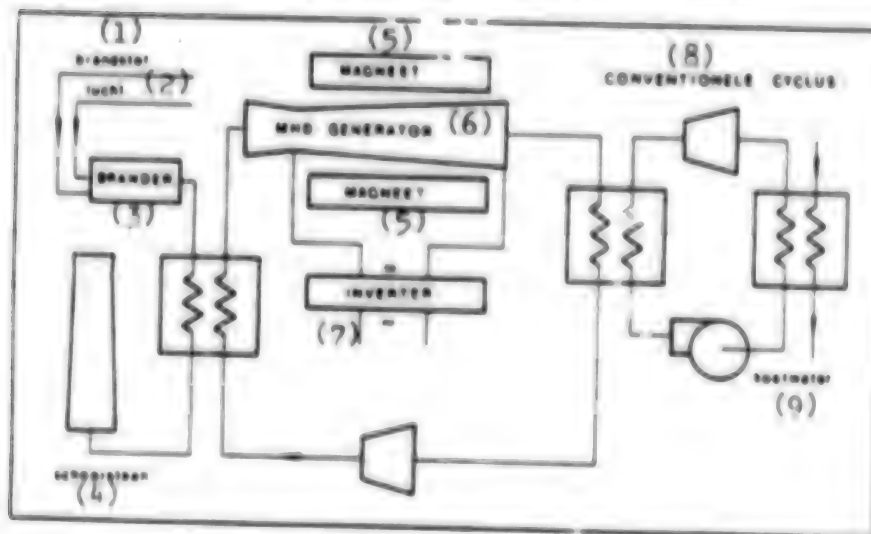 (1)
brandstof
lucht (2)
BRANDER
(3)
schoorsteen
(4)
(5)
MAGNEET
MHD GENERATOR (6)
MAGNEET
(5)
=
INVERTER
(7) ~
(8)
CONVENTIONELE CYCLUS
koelwater
(9)